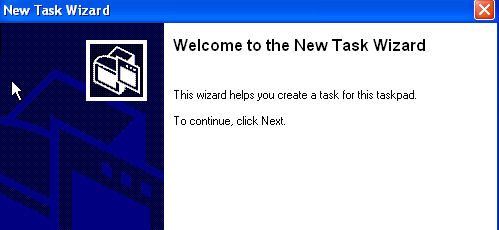 New Task Wizard
Welcome to the New Task Wizard
This wizard helps you create a task for this taskpad.
To continue, click Next.